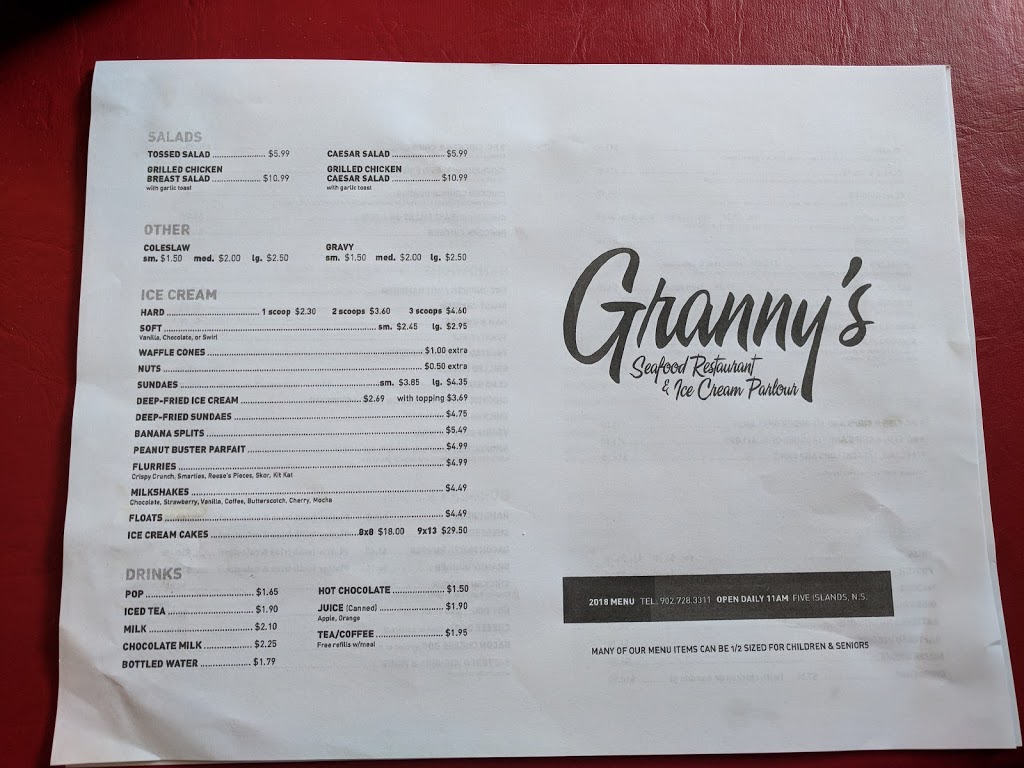 SALADS
TOSSED SALAD ..................... $5.99
CAESAR SALAD ..................... $5.99
GRILLED CHICKEN
BREAST SALAD .................... $10.99
with garlic toast
GRILLED CHICKEN
CAESAR SALAD .................... $10.99
with garlic toast
OTHER
COLESLAW
sm. $1.50 med. $2.00 lg. $2.50
GRAVY
sm. $1.50 med. $2.00 lg. $2.50
ICE CREAM
HARD .................... 1 scoop $2.30 2 scoops $3.60 3 scoops $4.60
SOFT .................... sm. $2.45 lg. $2.95
Vanilla, Chocolate, or Swirl
WAFFLE CONES .................... $1.00 extra
NUTS .................... $0.50 extra
SUNDAES .................... sm. $3.85 lg. $4.35
DEEP-FRIED ICE CREAM .................... $2.69 with topping $3.69
DEEP-FRIED SUNDAES .................... $4.75
BANANA SPLITS .................... $5.49
PEANUT BUSTER PARFAIT .................... $4.99
FLURRIES .................... $4.99
Crispy Crunch, Smarties, Reese's Pieces, Skor, Kit Kat
MILKSHAKES .................... $4.49
Chocolate, Strawberry, Vanilla, Coffee, Butterscotch, Cherry, Mocha
FLOATS .................... $4.49
ICE CREAM CAKES .................... 8x8 $18.00 9x13 $29.50
DRINKS
POP .................... $1.65
ICED TEA .................... $1.90
MILK .................... $2.10
CHOCOLATE MILK .................... $2.25
BOTTLED WATER .................... $1.79
HOT CHOCOLATE .................... $1.50
JUICE (Canned) .................... $1.90
Apple, Orange
TEA/COFFEE .................... $1.95
Free refills w/meal
Granny's
Seafood Restaurant
& Ice Cream Parlour
2018 MENU TEL. 902.728.3311 OPEN DAILY 11AM FIVE ISLANDS, N.S.
MANY OF OUR MENU ITEMS CAN BE 1/2 SIZED FOR CHILDREN & SENIORS